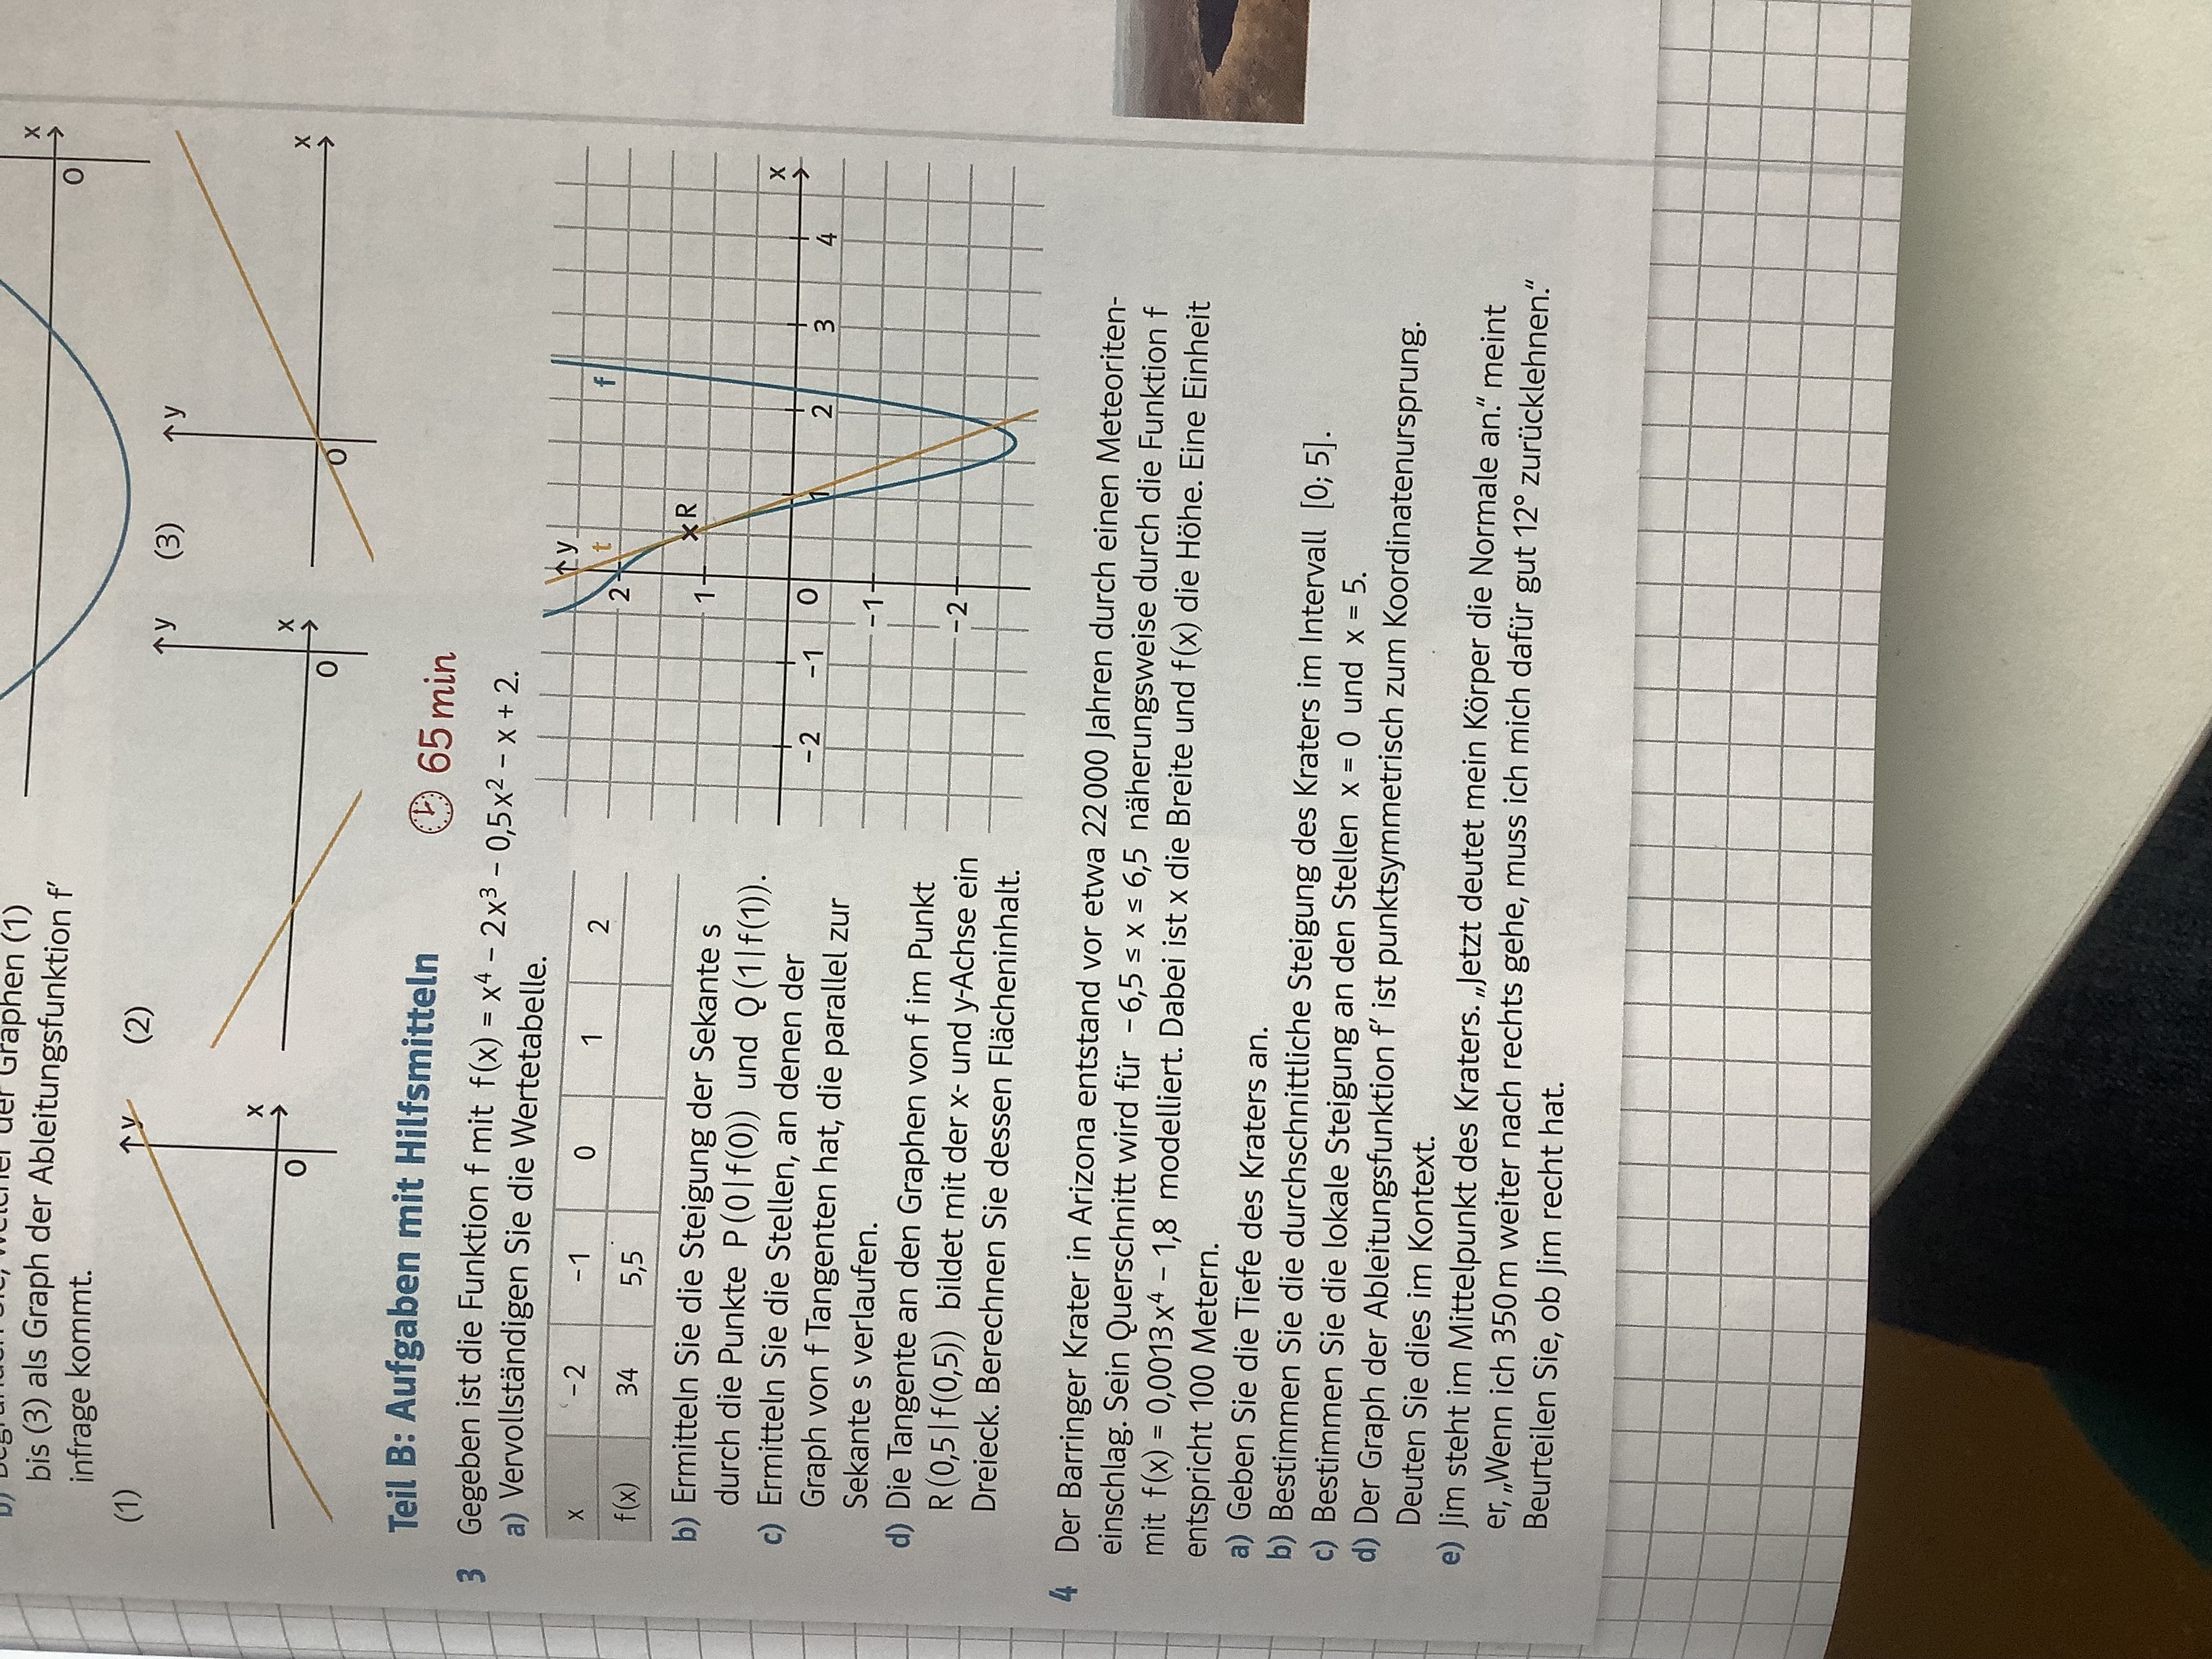 b) Begründen Sie, welcher der Graphen (1)
bis (3) als Graph der Ableitungsfunktion f′
infrage kommt.
x
0
(1)
y
x
0
(2)
y
x
0
(3)
y
x
0
Teil B: Aufgaben mit Hilfsmitteln
65 min
3 Gegeben ist die Funktion f mit f(x) = x⁴ – 2x³ – 0,5x² – x + 2.
a) Vervollständigen Sie die Wertetabelle.
x –2 –1 0 1 2
f(x) 34 5,5
b) Ermitteln Sie die Steigung der Sekante s
durch die Punkte P(0|f(0)) und Q(1|f(1)).
c) Ermitteln Sie die Stellen, an denen der
Graph von f Tangenten hat, die parallel zur
Sekante s verlaufen.
d) Die Tangente an den Graphen von f im Punkt
R(0,5|f(0,5)) bildet mit der x- und y-Achse ein
Dreieck. Berechnen Sie dessen Flächeninhalt.
y
t
f
2
R
1
x
–2 –1 0 1 2 3 4
–1
–2
4 Der Barringer Krater in Arizona entstand vor etwa 22 000 Jahren durch einen Meteoriten-
einschlag. Sein Querschnitt wird für –6,5 ≤ x ≤ 6,5 näherungsweise durch die Funktion f
mit f(x) = 0,0013x⁴ – 1,8 modelliert. Dabei ist x die Breite und f(x) die Höhe. Eine Einheit
entspricht 100 Metern.
a) Geben Sie die Tiefe des Kraters an.
b) Bestimmen Sie die durchschnittliche Steigung des Kraters im Intervall [0; 5].
c) Bestimmen Sie die lokale Steigung an den Stellen x = 0 und x = 5.
d) Der Graph der Ableitungsfunktion f′ ist punktsymmetrisch zum Koordinatenursprung.
Deuten Sie dies im Kontext.
e) Jim steht im Mittelpunkt des Kraters. „Jetzt deutet mein Körper die Normale an.“ meint
er, „Wenn ich 350 m weiter nach rechts gehe, muss ich mich dafür gut 12° zurücklehnen.“
Beurteilen Sie, ob Jim recht hat.